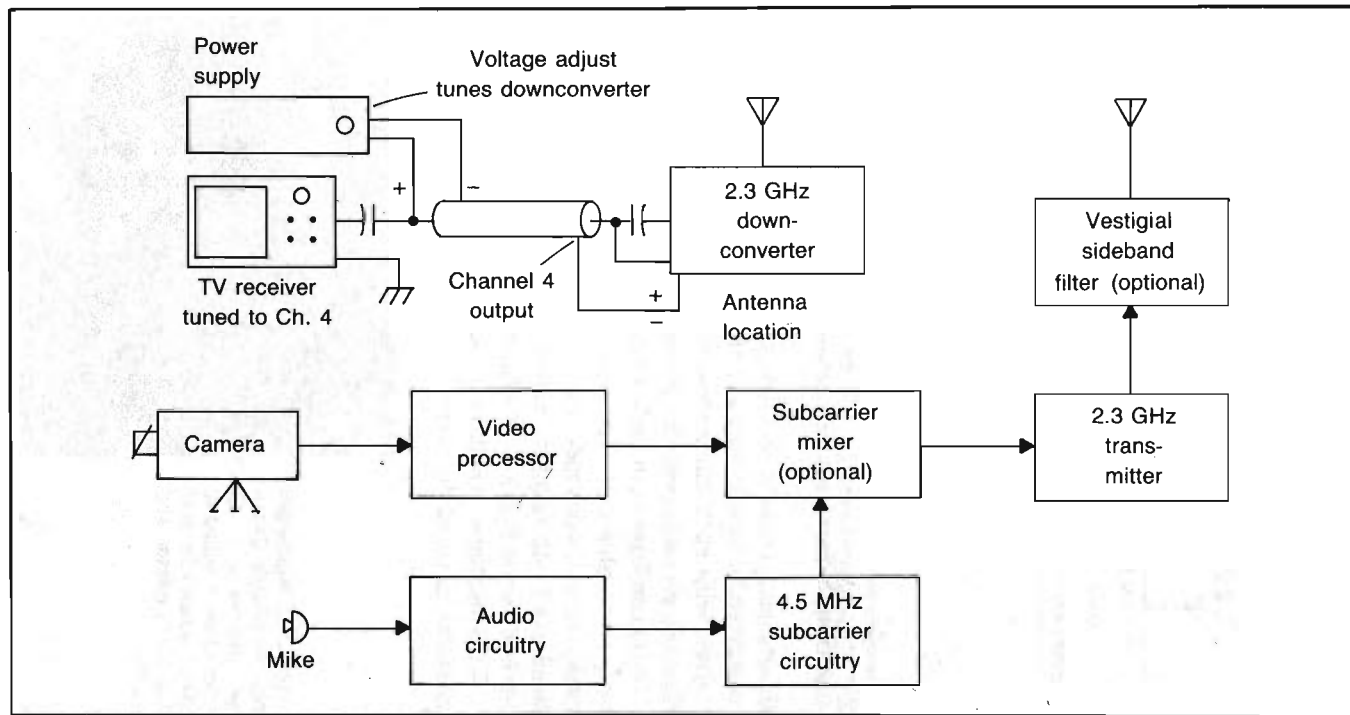 Power
supply
Voltage adjust
tunes downconverter
+
−
2.3 GHz
down-
converter
Vestigial
sideband
filter (optional)
TV receiver
tuned to Ch. 4
Channel 4
output
+
−
Antenna
location
Camera
Video
processor
Subcarrier
mixer
(optional)
2.3 GHz
trans-
mitter
Mike
Audio
circuitry
4.5 MHz
subcarrier
circuitry